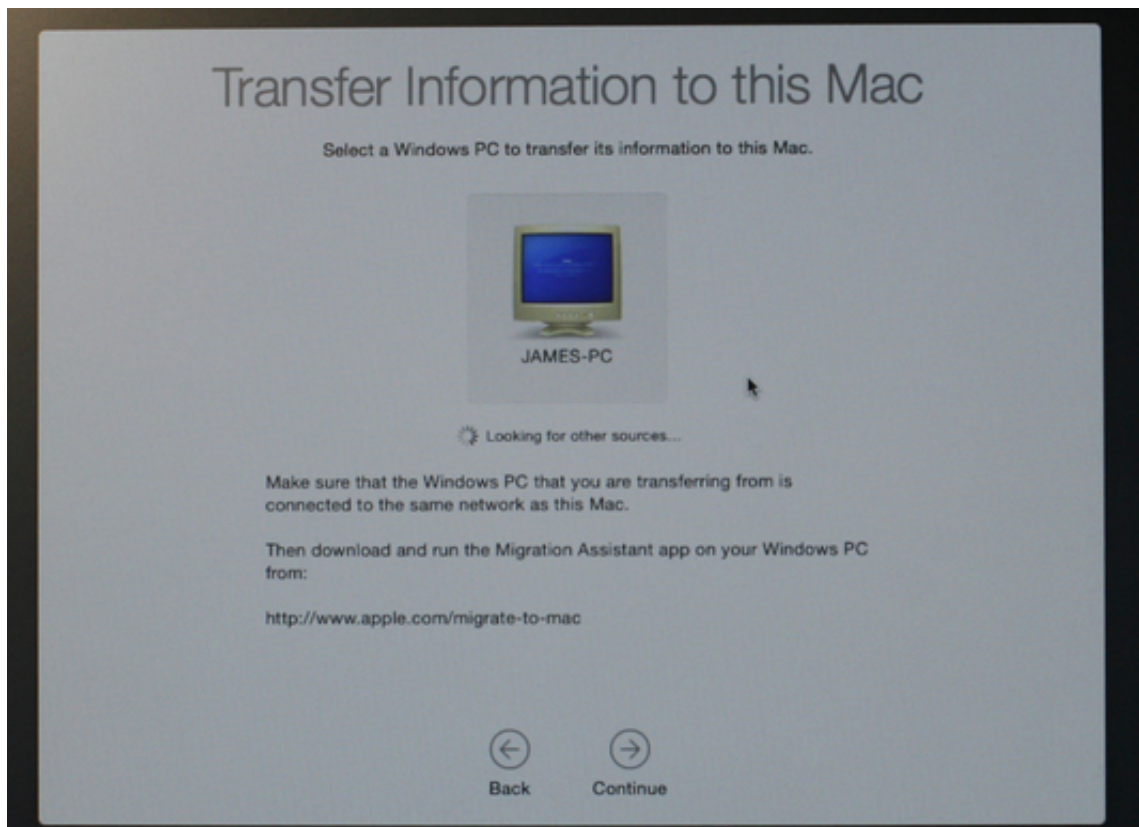 Transfer Information to this Mac
Select a Windows PC to transfer its information to this Mac.
JAMES-PC
Looking for other sources...
Make sure that the Windows PC that you are transferring from is
connected to the same network as this Mac.
Then download and run the Migration Assistant app on your Windows PC
from:
http://www.apple.com/migrate-to-mac
Back Continue